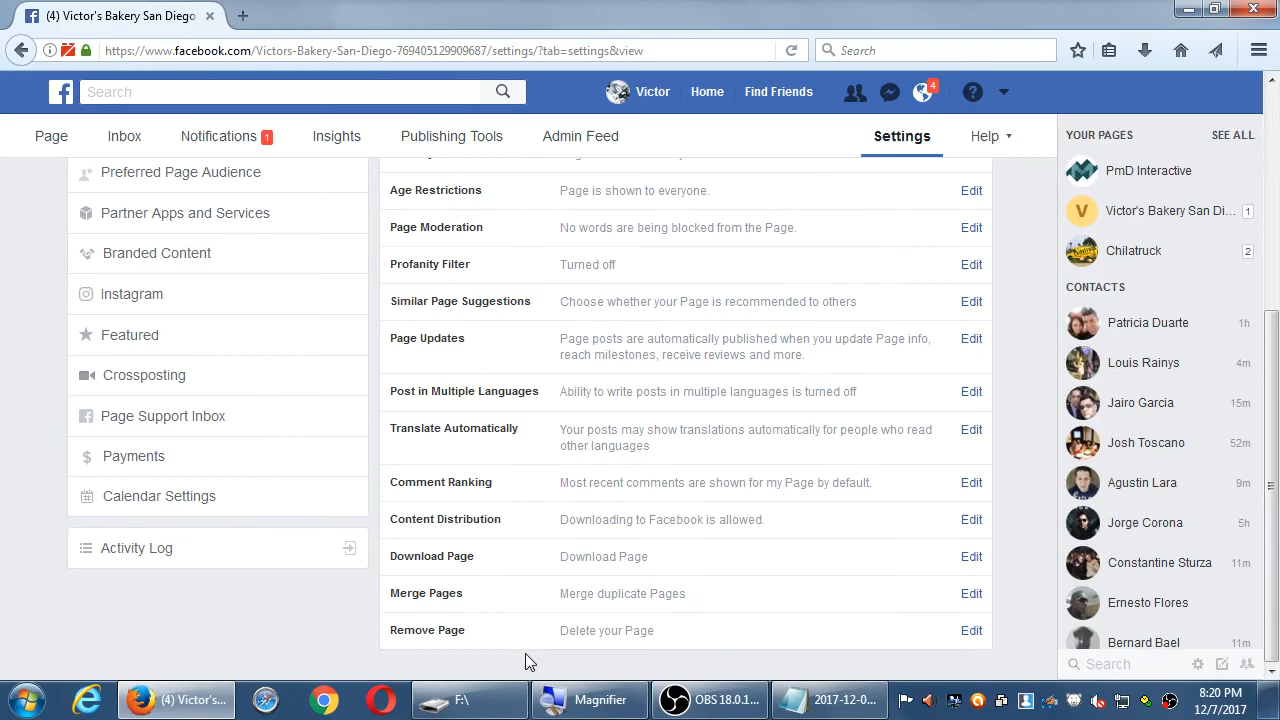 (4) Victor's Bakery San Diego
https://www.facebook.com/Victors-Bakery-San-Diego-769405129909687/settings/?tab=settings&view
Search
Search
Victor
Home
Find Friends
4
Page
Inbox
Notifications 1
Insights
Publishing Tools
Admin Feed
Settings
Help
Preferred Page Audience
Partner Apps and Services
Branded Content
Instagram
Featured
Crossposting
Page Support Inbox
Payments
Calendar Settings
Activity Log
Age Restrictions Page is shown to everyone. Edit
Page Moderation No words are being blocked from the Page. Edit
Profanity Filter Turned off Edit
Similar Page Suggestions Choose whether your Page is recommended to others Edit
Page Updates Page posts are automatically published when you update Page info, Edit
reach milestones, receive reviews and more.
Post in Multiple Languages Ability to write posts in multiple languages is turned off Edit
Translate Automatically Your posts may show translations automatically for people who read Edit
other languages
Comment Ranking Most recent comments are shown for my Page by default. Edit
Content Distribution Downloading to Facebook is allowed. Edit
Download Page Download Page Edit
Merge Pages Merge duplicate Pages Edit
Remove Page Delete your Page Edit
YOUR PAGES SEE ALL
PmD Interactive
V Victor's Bakery San Di... 1
Chilatruck 2
CONTACTS
Patricia Duarte 1h
Louis Rainys 4m
Jairo Garcia 15m
Josh Toscano 52m
Agustin Lara 9m
Jorge Corona 5h
Constantine Sturza 11m
Ernesto Flores
Bernard Bael 11m
Search
(4) Victor's...
F:\
Magnifier
OBS 18.0.1...
2017-12-0...
8:20 PM
12/7/2017